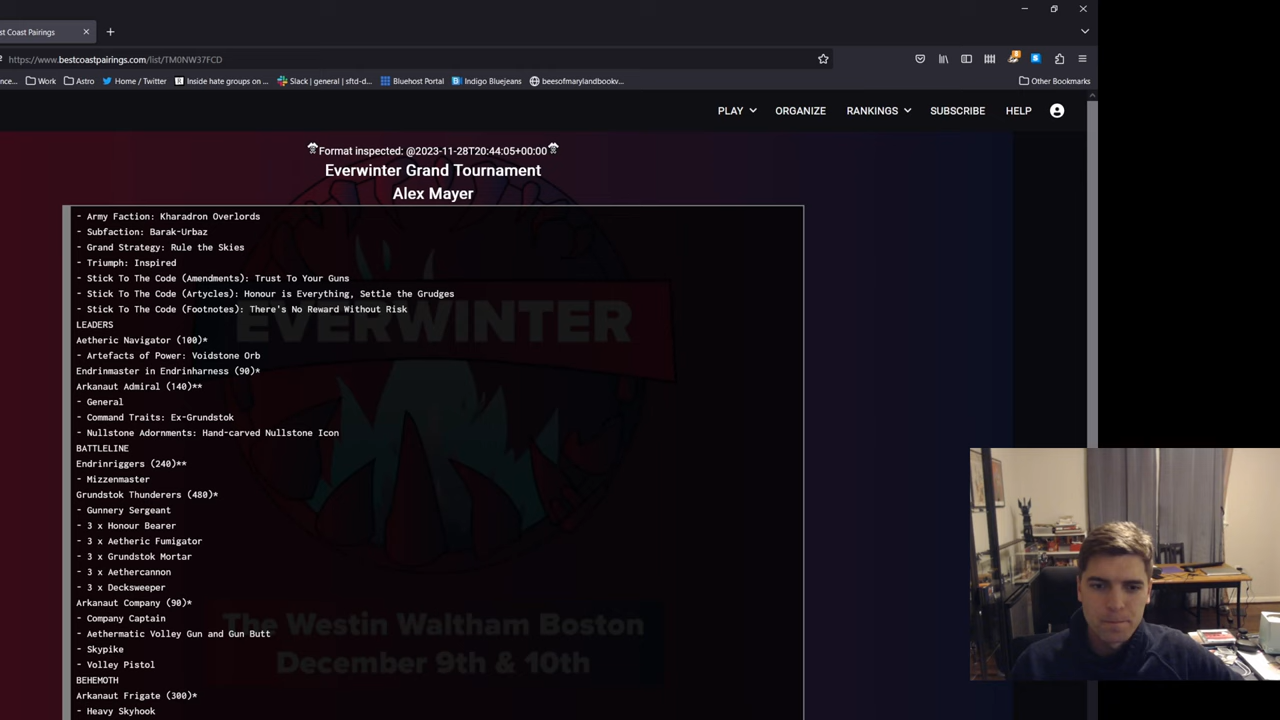 st Coast Pairings
https://www.bestcoastpairings.com/list/TM0NW37FCD
Work
Astro
Home / Twitter
Inside hate groups on ...
Slack | general | sftd-d...
Bluehost Portal
Indigo Bluejeans
beesofmarylandbookv...
Other Bookmarks
PLAY
ORGANIZE
RANKINGS
SUBSCRIBE
HELP
Format inspected: @2023-11-28T20:44:05+00:00
Everwinter Grand Tournament
Alex Mayer
- Army Faction: Kharadron Overlords
- Subfaction: Barak-Urbaz
- Grand Strategy: Rule the Skies
- Triumph: Inspired
- Stick To The Code (Amendments): Trust To Your Guns
- Stick To The Code (Artycles): Honour is Everything, Settle the Grudges
- Stick To The Code (Footnotes): There's No Reward Without Risk
LEADERS
Aetheric Navigator (100)*
- Artefacts of Power: Voidstone Orb
Endrinmaster in Endrinharness (90)*
Arkanaut Admiral (140)**
- General
- Command Traits: Ex-Grundstok
- Nullstone Adornments: Hand-carved Nullstone Icon
BATTLELINE
Endrinriggers (240)**
- Mizzenmaster
Grundstok Thunderers (480)*
- Gunnery Sergeant
- 3 x Honour Bearer
- 3 x Aetheric Fumigator
- 3 x Grundstok Mortar
- 3 x Aethercannon
- 3 x Decksweeper
Arkanaut Company (90)*
- Company Captain
- Aethermatic Volley Gun and Gun Butt
- Skypike
- Volley Pistol
BEHEMOTH
Arkanaut Frigate (300)*
- Heavy Skyhook
EVERWINTER
The Westin Waltham Boston
December 9th & 10th